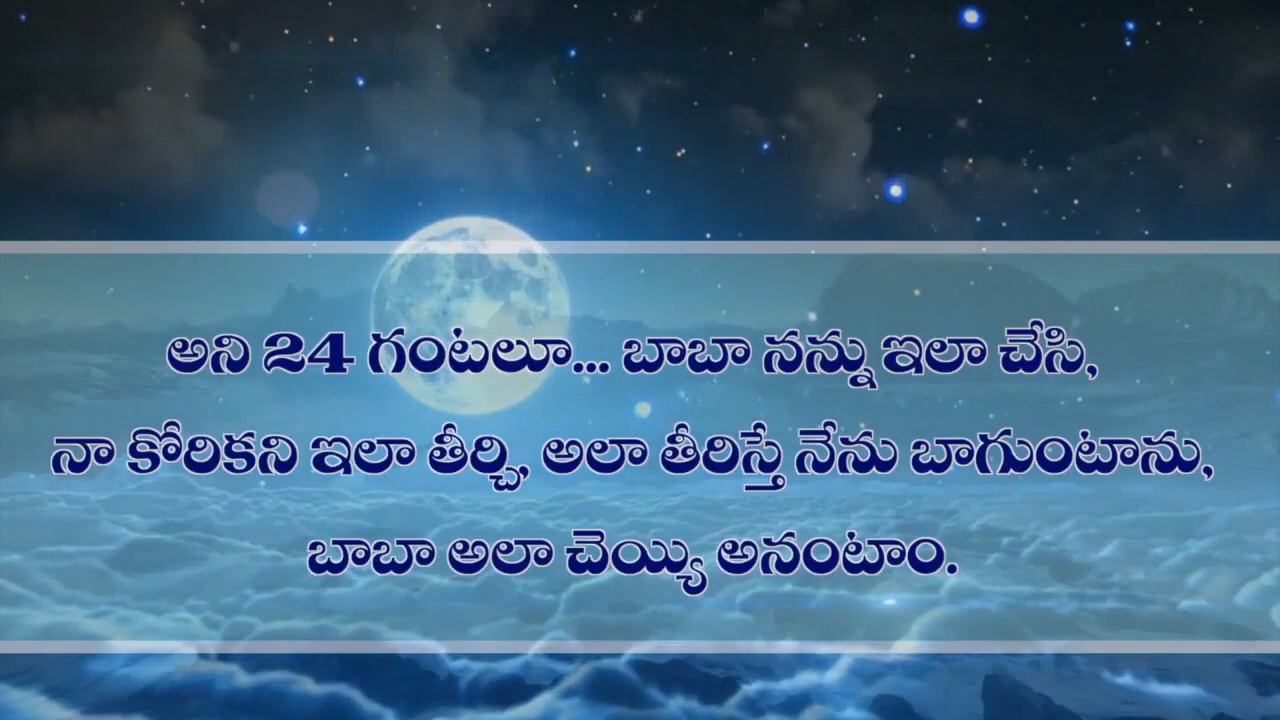 అని 24 గంటలూ... బాబా నన్ను ఇలా చేసి,
నా కోరికని ఇలా తీర్చి, అలా తీరిస్తే నేను బాగుంటాను,
బాబా అలా చెయ్యి అనంటాం.